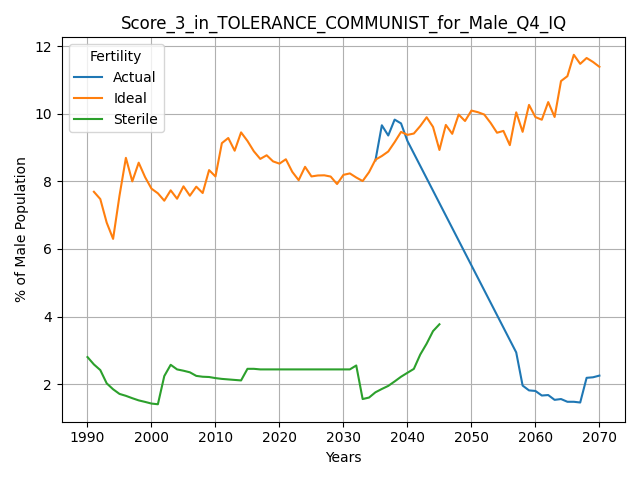 Score_3_in_TOLERANCE_COMMUNIST_for_Male_Q4_IQ
Fertility
Actual
Ideal
Sterile
% of Male Population
12
10
8
6
4
2
1990 2000 2010 2020 2030 2040 2050 2060 2070
Years